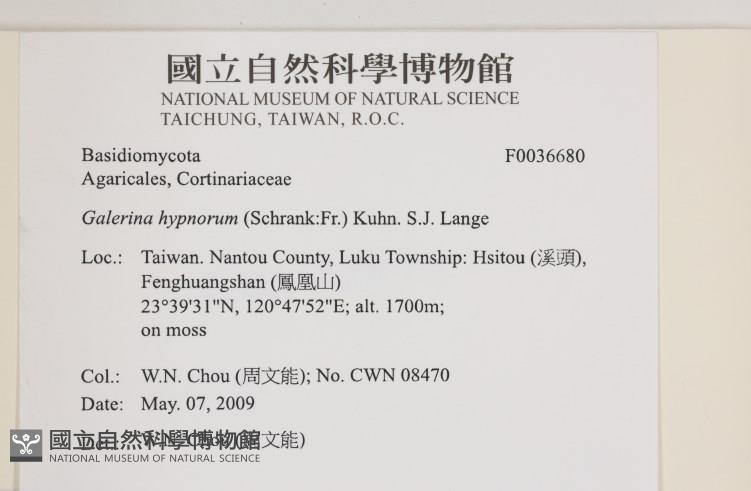 國立自然科學博物館
NATIONAL MUSEUM OF NATURAL SCIENCE
TAICHUNG, TAIWAN, R.O.C.
Basidiomycota F0036680
Agaricales, Cortinariaceae
Galerina hypnorum (Schrank:Fr.) Kuhn. S.J. Lange
Loc.: Taiwan. Nantou County, Luku Township: Hsitou (溪頭),
Fenghuangshan (鳳凰山)
23°39'31"N, 120°47'52"E; alt. 1700m;
on moss
Col.: W.N. Chou (周文能); No. CWN 08470
Date: May. 07, 2009
文能)
國立自然科學博物館
NATIONAL MUSEUM OF NATURAL SCIENCE